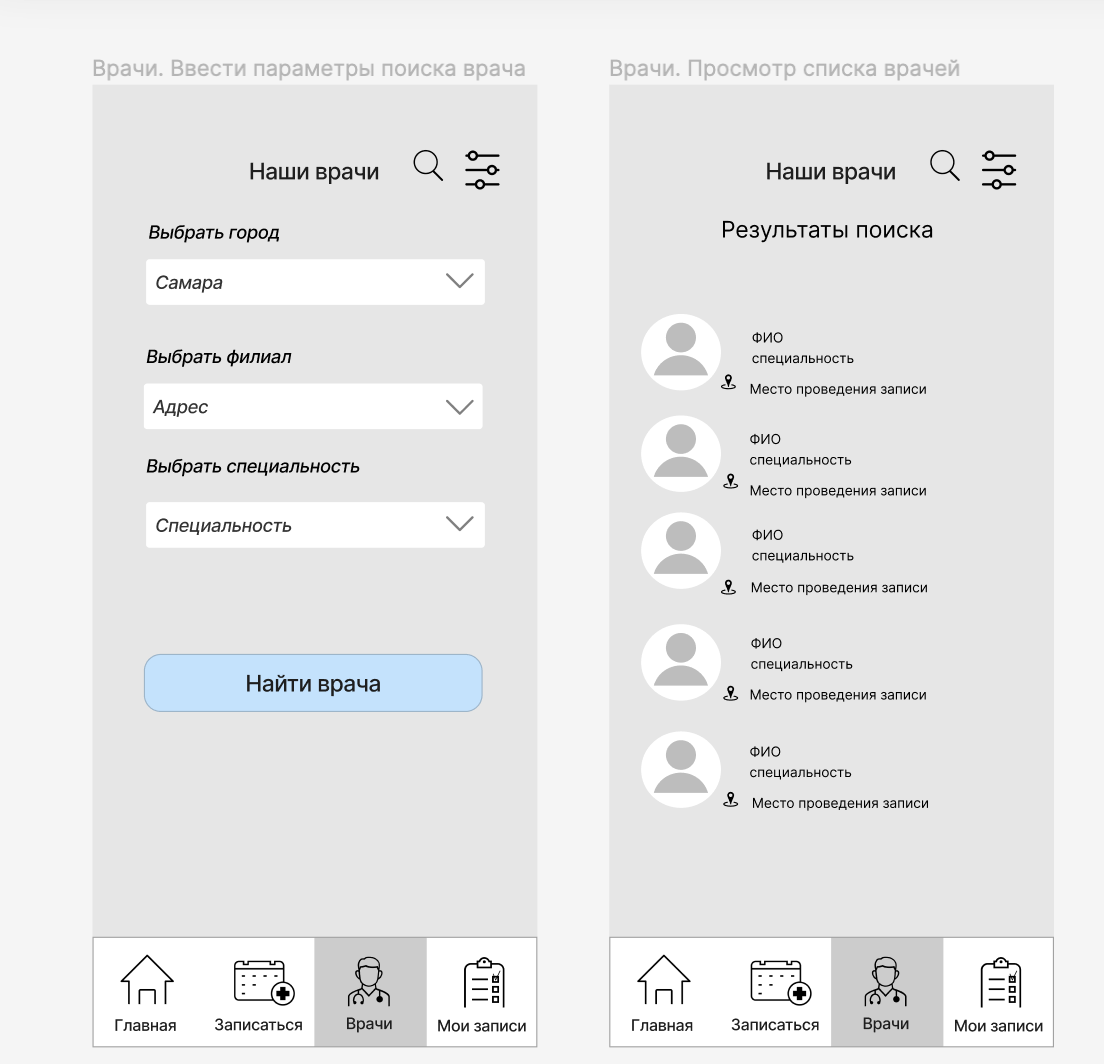 Врачи. Ввести параметры поиска врача
Наши врачи
Выбрать город
Самара
Выбрать филиал
Адрес
Выбрать специальность
Специальность
Найти врача
Главная
Записаться
Врачи
Мои записи
Врачи. Просмотр списка врачей
Наши врачи
Результаты поиска
ФИО
специальность
Место проведения записи
ФИО
специальность
Место проведения записи
ФИО
специальность
Место проведения записи
ФИО
специальность
Место проведения записи
ФИО
специальность
Место проведения записи
Главная
Записаться
Врачи
Мои записи